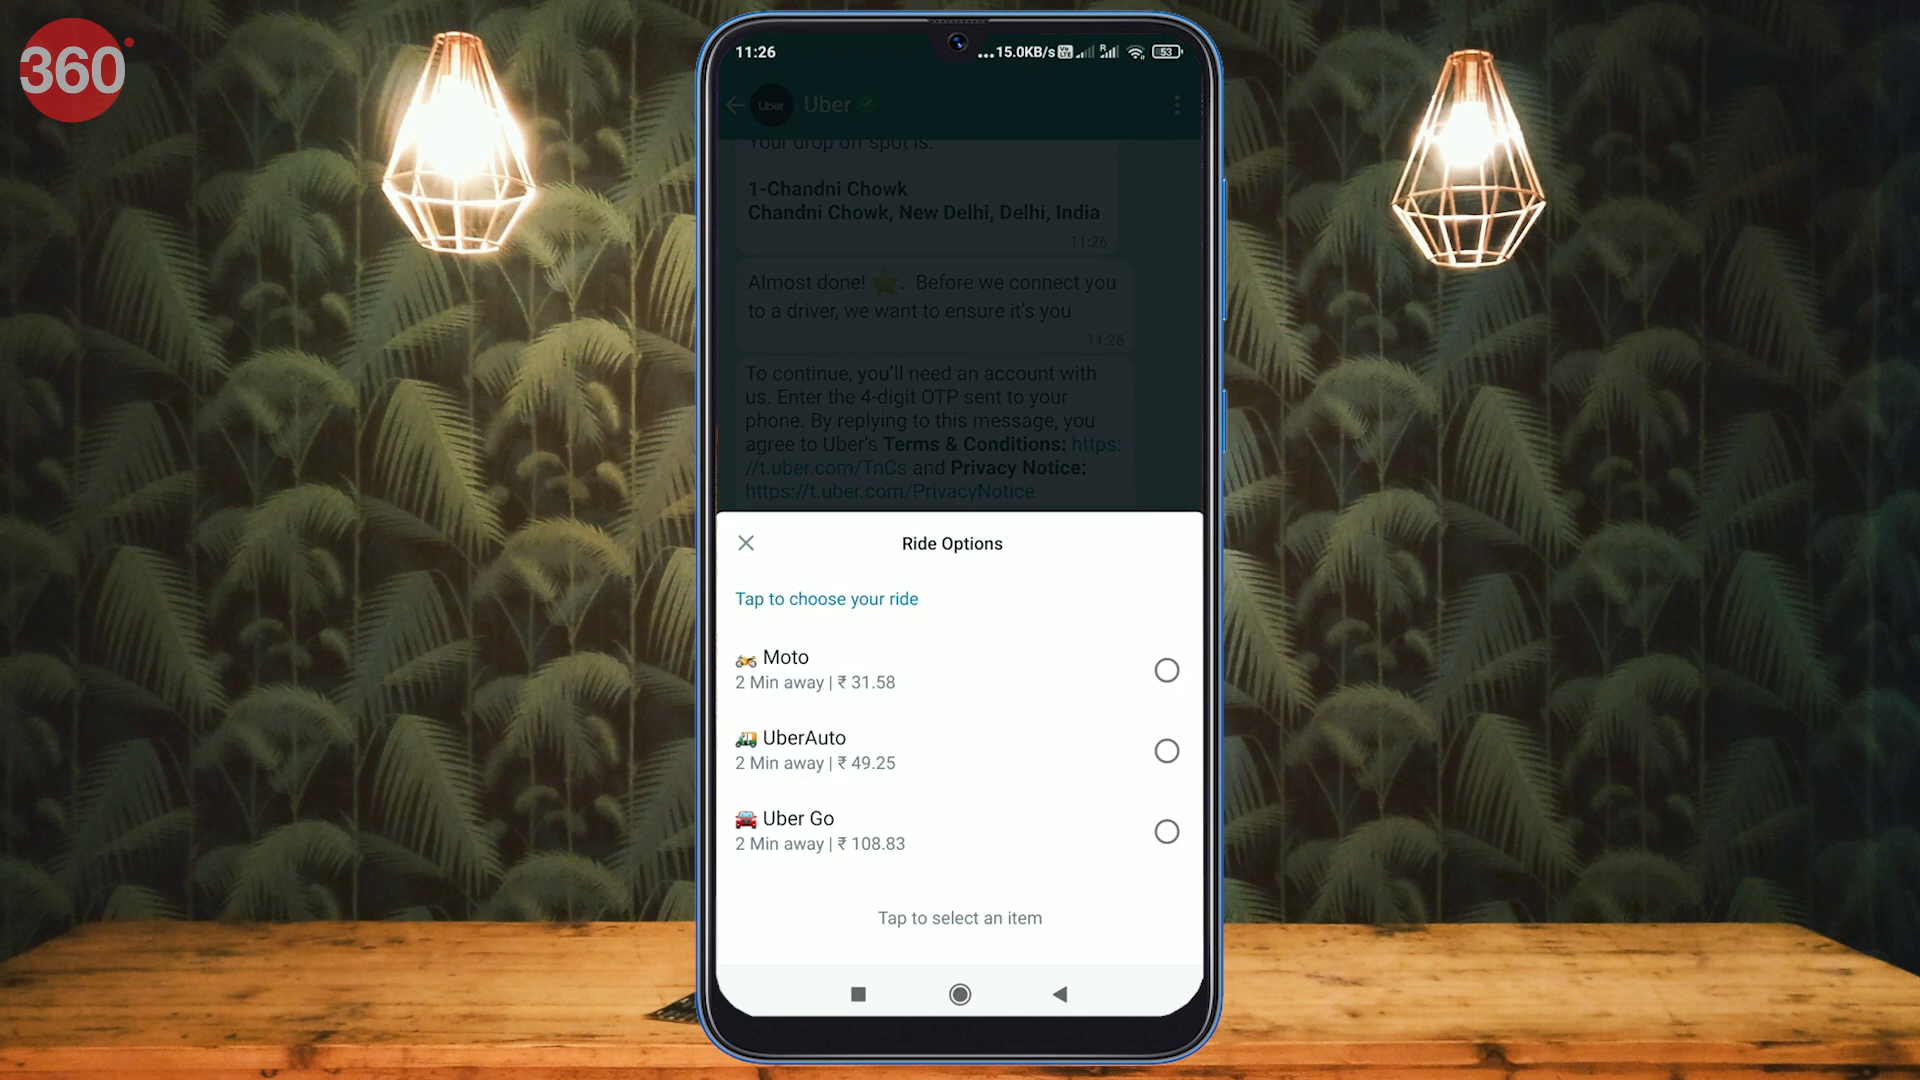 360
11:26
...15.0KB/s
R
53
Uber
Uber
Your drop off spot is:
1-Chandni Chowk
Chandni Chowk, New Delhi, Delhi, India
11:26
Almost done! ⭐. Before we connect you
to a driver, we want to ensure it's you
11:26
To continue, you'll need an account with
us. Enter the 4-digit OTP sent to your
phone. By replying to this message, you
agree to Uber's Terms & Conditions: https:
//t.uber.com/TnCs and Privacy Notice:
https://t.uber.com/PrivacyNotice
Ride Options
Tap to choose your ride
Moto
2 Min away | ₹ 31.58
UberAuto
2 Min away | ₹ 49.25
Uber Go
2 Min away | ₹ 108.83
Tap to select an item